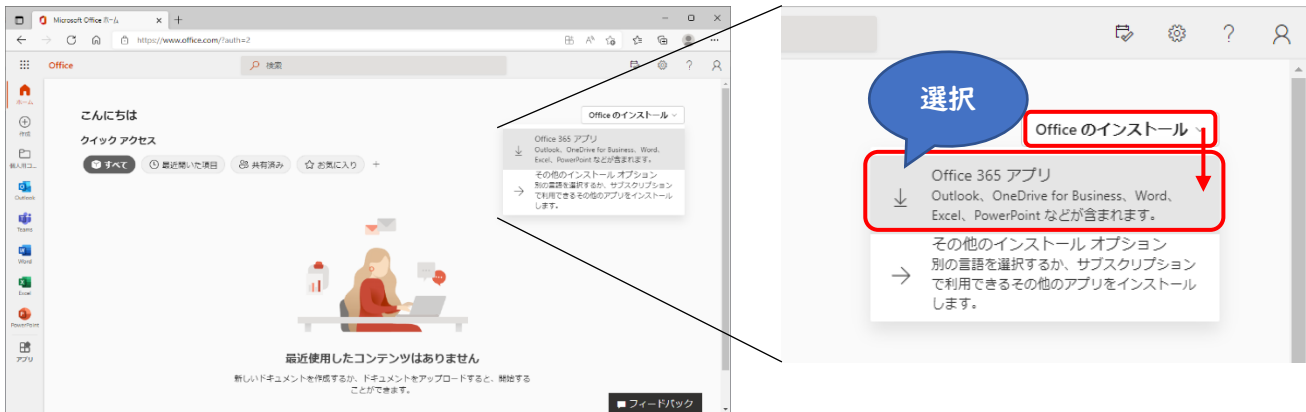 Microsoft Office ホーム
https://www.office.com/?auth=2
Office
検索
ホーム
作成
個人用コ...
Outlook
Teams
Word
Excel
PowerPoint
アプリ
こんにちは
Office のインストール
クイック アクセス
すべて
最近開いた項目
共有済み
お気に入り
Office 365 アプリ
Outlook、OneDrive for Business、Word、
Excel、PowerPoint などが含まれます。
その他のインストール オプション
別の言語を選択するか、サブスクリプション
で利用できるその他のアプリをインストール
します。
最近使用したコンテンツはありません
新しいドキュメントを作成するか、ドキュメントをアップロードすると、開始する
ことができます。
フィードバック
選択
Office のインストール
Office 365 アプリ
Outlook、OneDrive for Business、Word、
Excel、PowerPoint などが含まれます。
その他のインストール オプション
別の言語を選択するか、サブスクリプション
で利用できるその他のアプリをインストール
します。